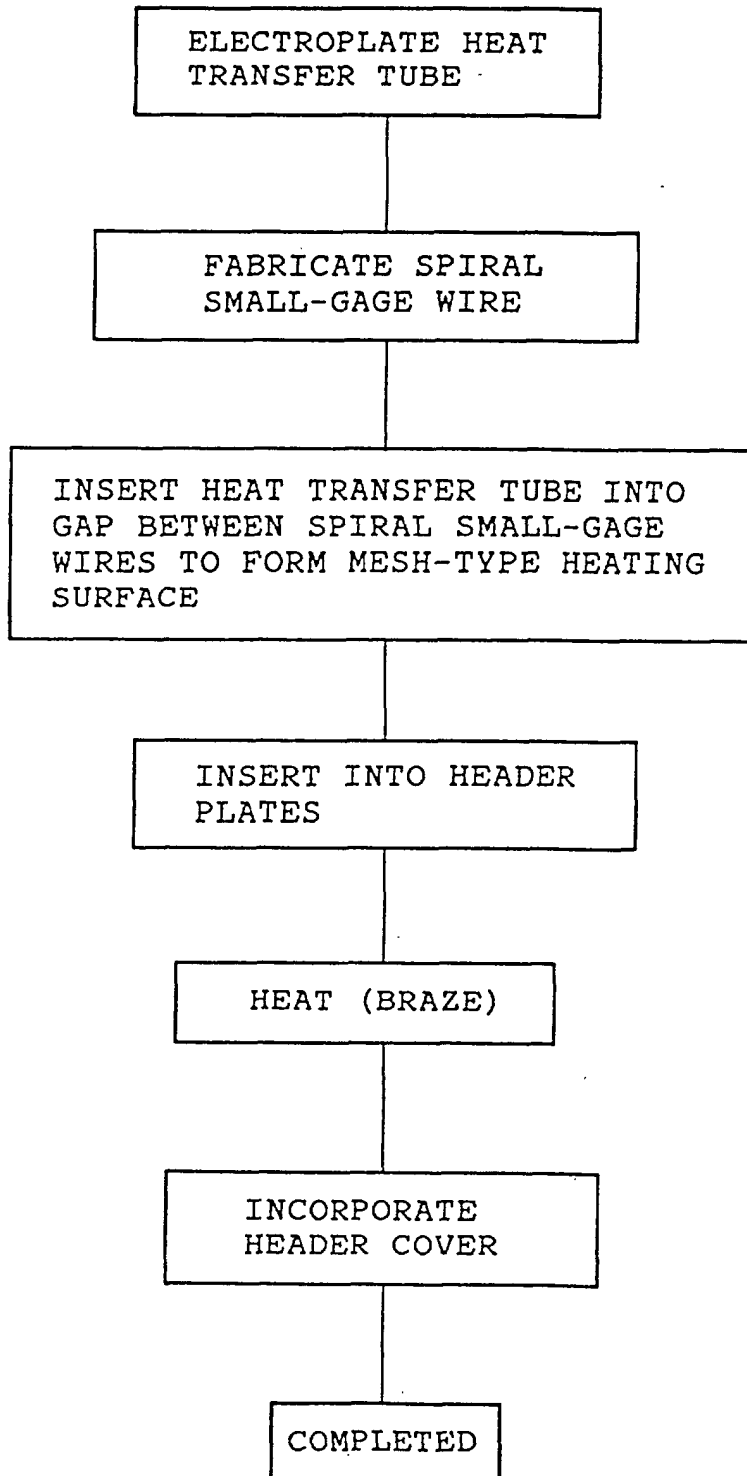 ELECTROPLATE HEAT
TRANSFER TUBE
FABRICATE SPIRAL
SMALL-GAGE WIRE
INSERT HEAT TRANSFER TUBE INTO
GAP BETWEEN SPIRAL SMALL-GAGE
WIRES TO FORM MESH-TYPE HEATING
SURFACE
INSERT INTO HEADER
PLATES
HEAT (BRAZE)
INCORPORATE
HEADER COVER
COMPLETED